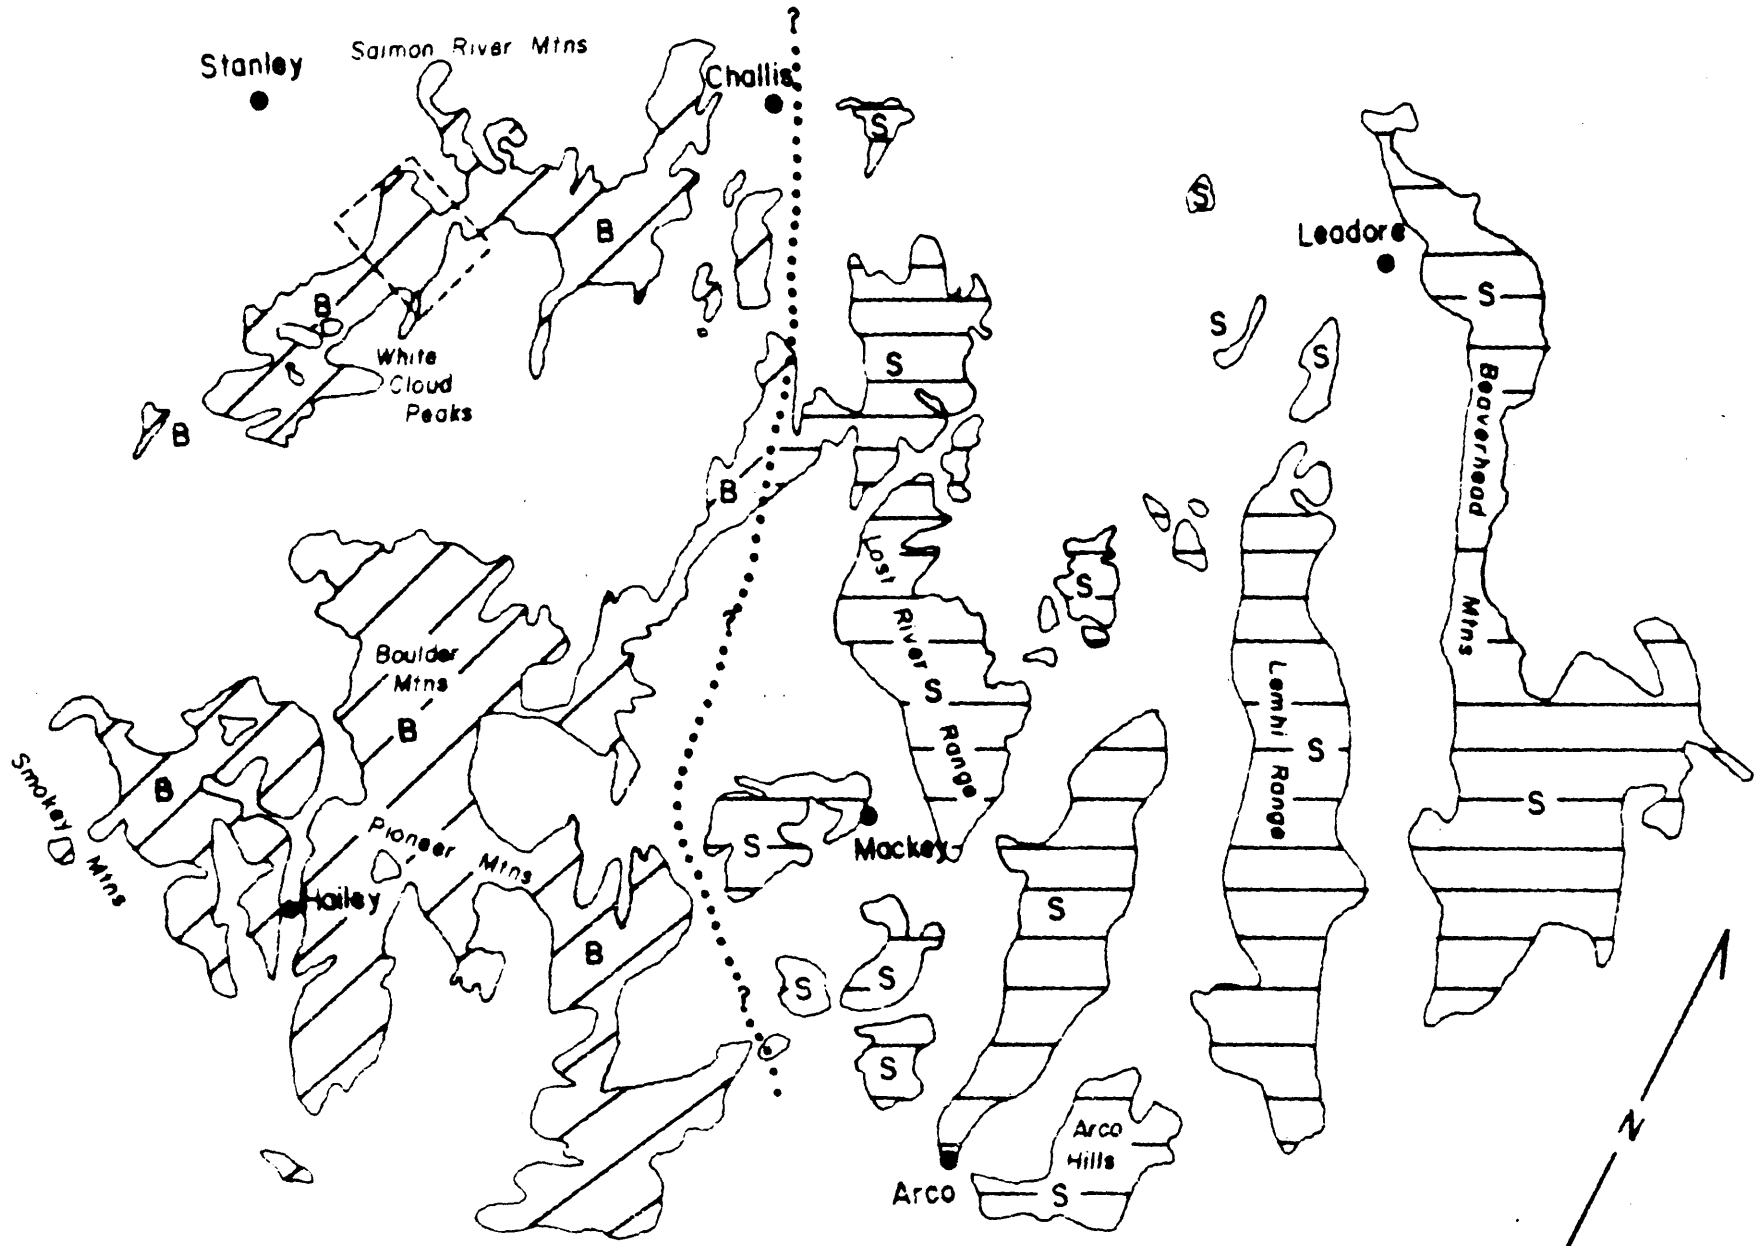 ?
Stanley
Salmon River Mtns
Challis
S
S
B
Leadore
S
B
S
S
White
Cloud
Peaks
S
S
Beaverhead
B
B
Lost
River
Range
S
?
S
Mtns
Boulder
Mtns
B
Lemhi Range
S
Smokey Mtns
B
S
Pioneer Mtns
S
Mackey
Hailey
S
B
S
S
?
S
Arco
Hills
S
Arco
N